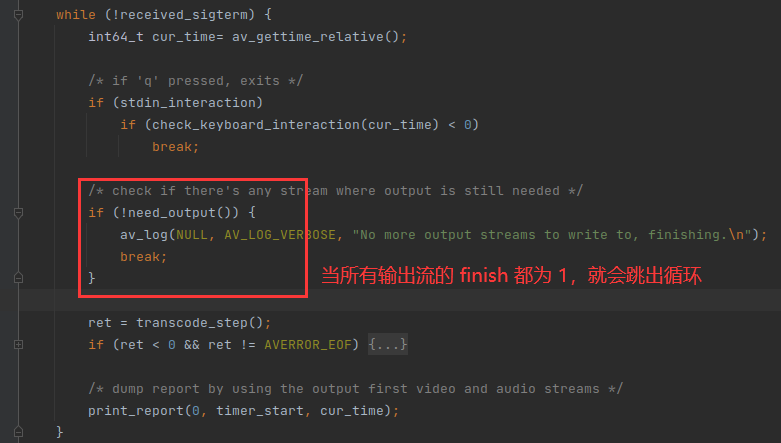 while (!received_sigterm) {
int64_t cur_time= av_gettime_relative();
/* if 'q' pressed, exits */
if (stdin_interaction)
if (check_keyboard_interaction(cur_time) < 0)
break;
/* check if there's any stream where output is still needed */
if (!need_output()) {
av_log(NULL, AV_LOG_VERBOSE, "No more output streams to write to, finishing.\n");
break;
}
当所有输出流的 finish 都为 1，就会跳出循环
ret = transcode_step();
if (ret < 0 && ret != AVERROR_EOF) {...}
/* dump report by using the output first video and audio streams */
print_report(0, timer_start, cur_time);
}